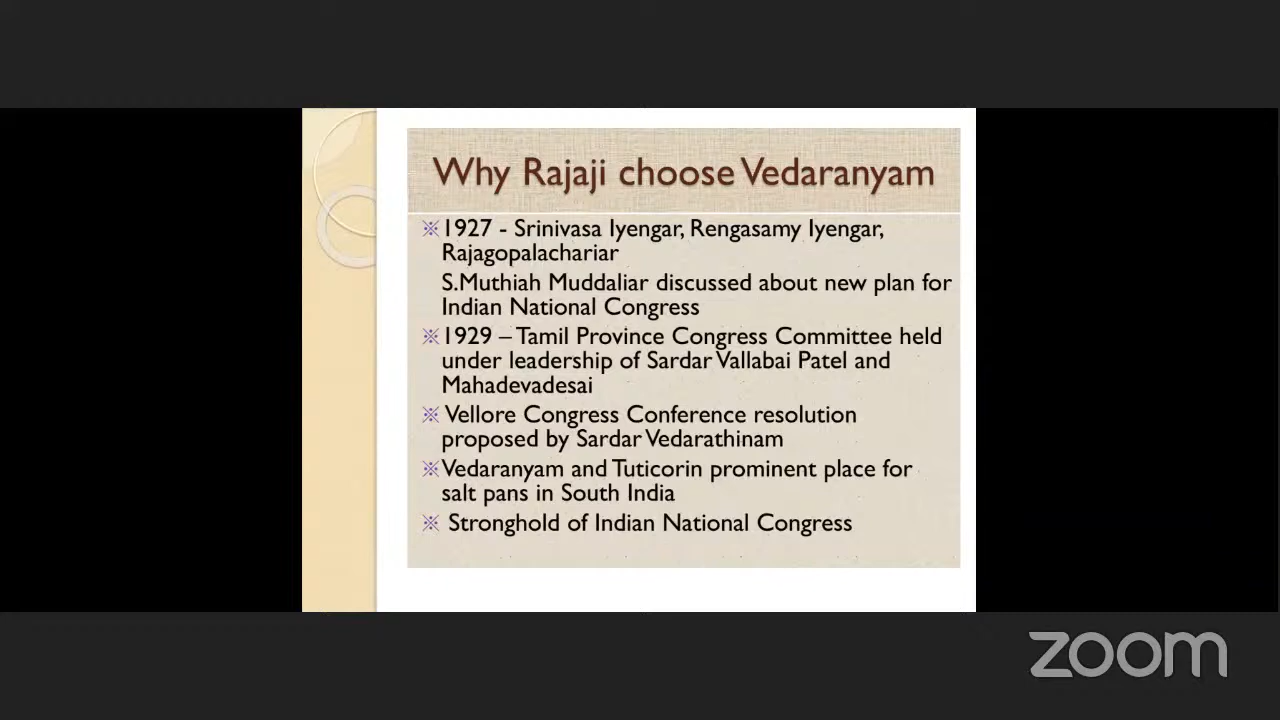 Why Rajaji choose Vedaranyam
※1927 - Srinivasa Iyengar, Rengasamy Iyengar,
Rajagopalachariar
S.Muthiah Muddaliar discussed about new plan for
Indian National Congress
※1929 – Tamil Province Congress Committee held
under leadership of Sardar Vallabai Patel and
Mahadevadesai
※ Vellore Congress Conference resolution
proposed by Sardar Vedarathinam
※Vedaranyam and Tuticorin prominent place for
salt pans in South India
※ Stronghold of Indian National Congress
zoom